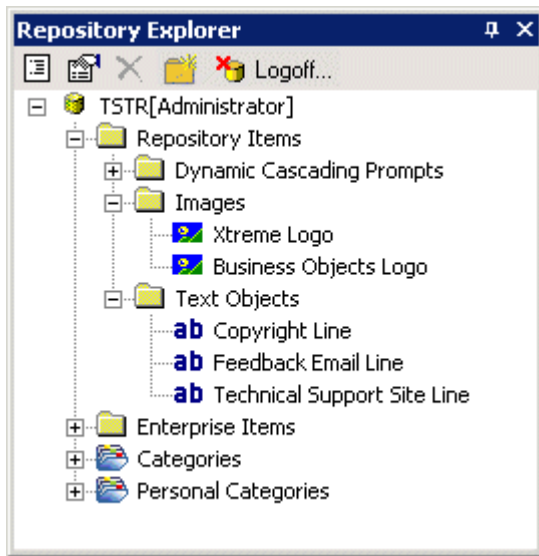 Repository Explorer
Logoff...
TSTR[Administrator]
Repository Items
Dynamic Cascading Prompts
Images
Xtreme Logo
Business Objects Logo
Text Objects
ab Copyright Line
ab Feedback Email Line
ab Technical Support Site Line
Enterprise Items
Categories
Personal Categories